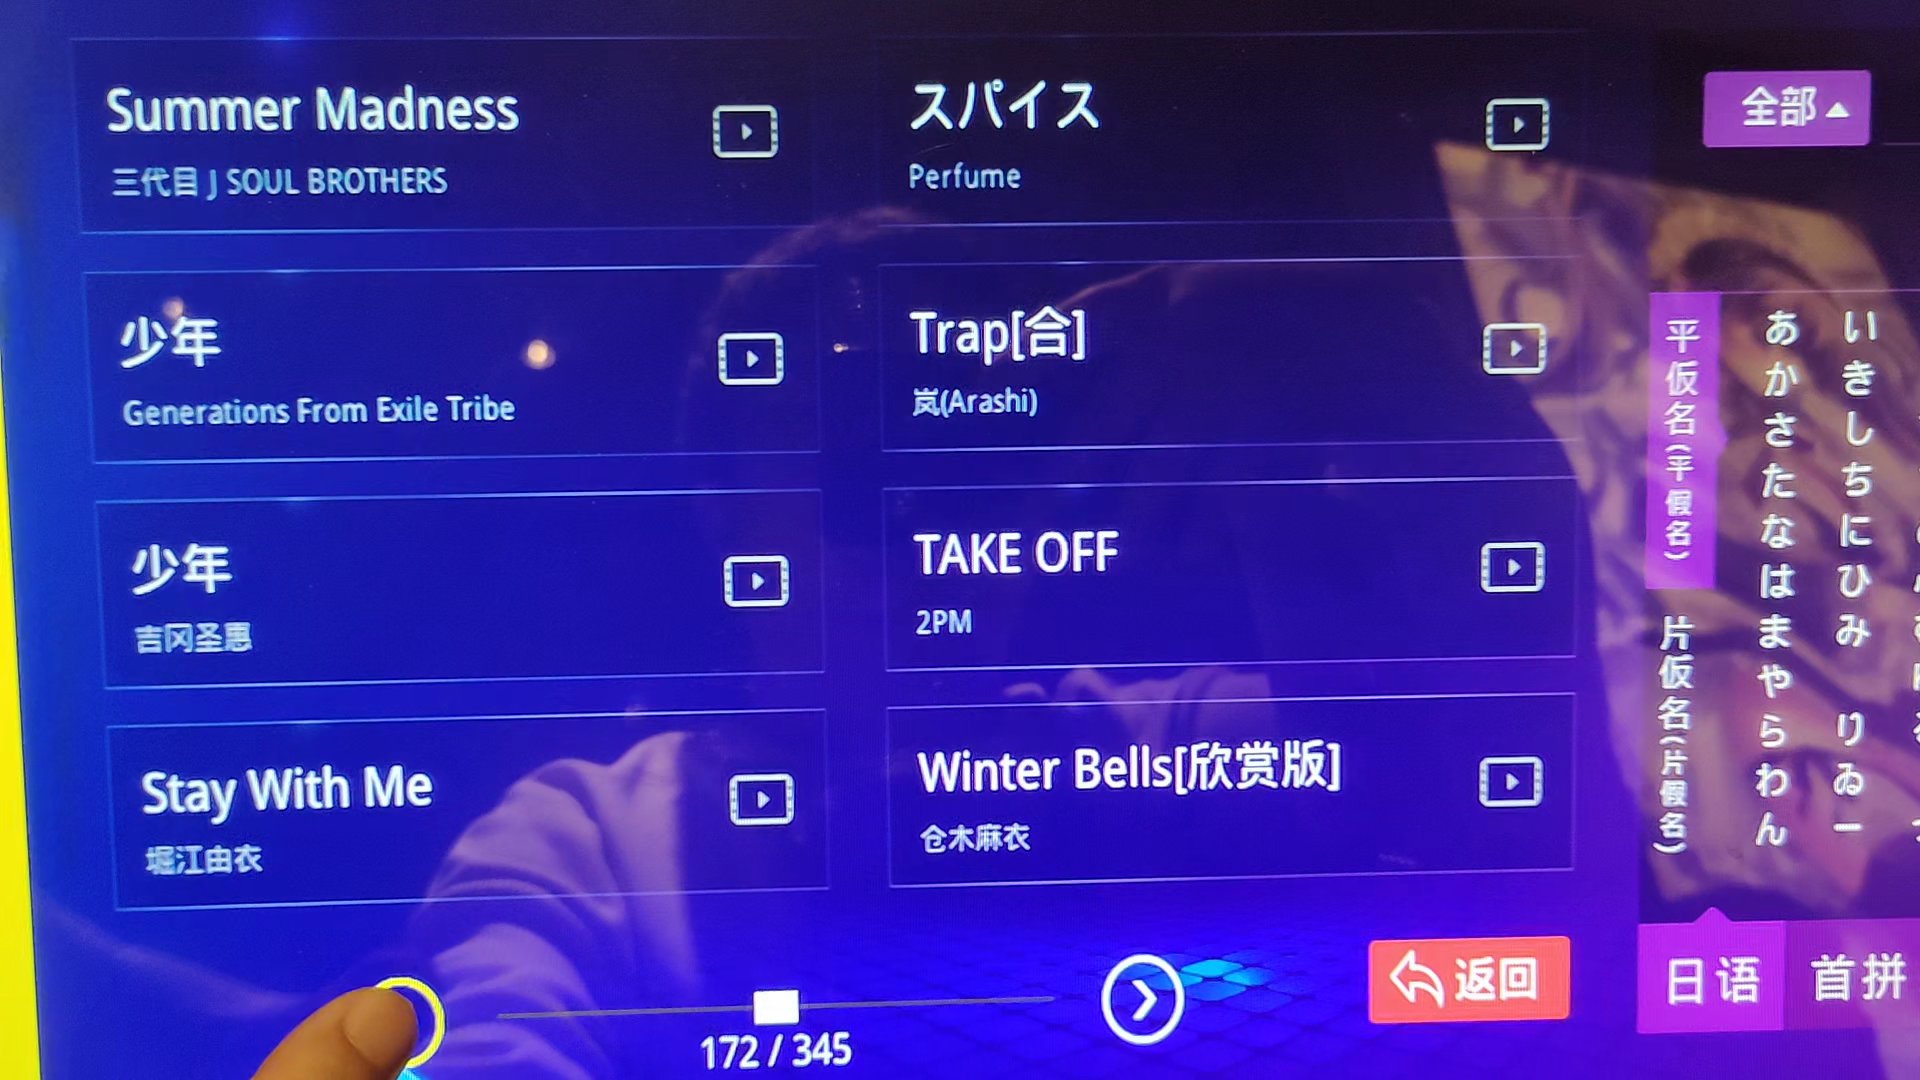 Summer Madness
三代目 J SOUL BROTHERS
スパイス
Perfume
少年
Generations From Exile Tribe
Trap[合]
岚(Arashi)
少年
吉冈圣恵
TAKE OFF
2PM
Stay With Me
堀江由衣
Winter Bells[欣赏版]
仓木麻衣
172 / 345
返回
全部
平仮名(平假名)
片仮名(片假名)
あ い
か き
さ し
た ち
な に
は ひ
ま み
や
ら り
わ ゐ
ん ー
日语
首拼